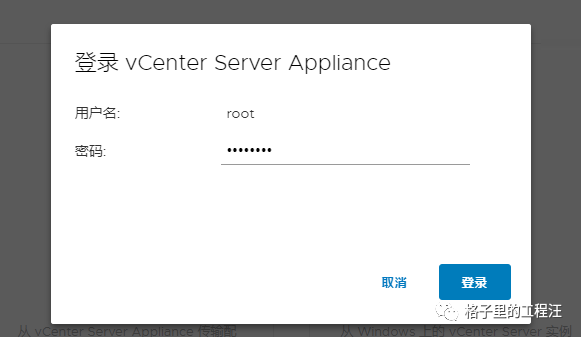 登录 vCenter Server Appliance
用户名: root
密码: ••••••••
取消 登录
格子里的工程汪
从 vCenter Server Appliance 传输配 从 Windows 上的 vCenter Server 实例